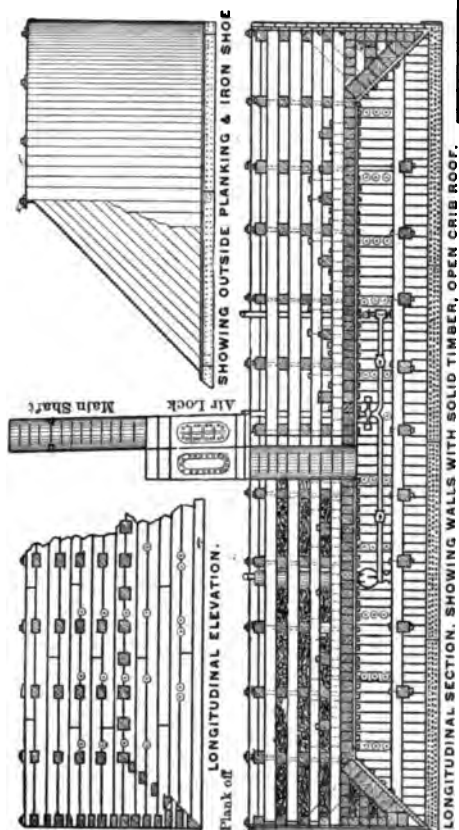 SHOWING OUTSIDE PLANKING & IRON SHOE
Main Shaft
Air Lock
LONGITUDINAL ELEVATION.
Plank off
LONGITUDINAL SECTION, SHOWING WALLS WITH SOLID TIMBER, OPEN CRIB ROOF.